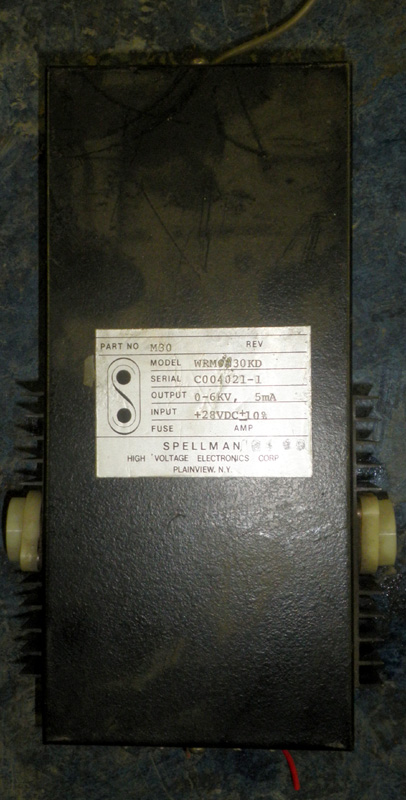 PART NO M30 REV
MODEL
SERIAL C004021-1
OUTPUT 0-6KV, 5mA
INPUT +28VDC±10%
FUSE AMP
SPELLMAN
HIGH VOLTAGE ELECTRONICS CORP
PLAINVIEW, N.Y.